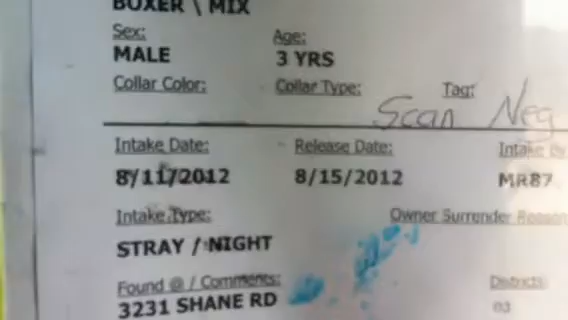 BOXER \ MIX
Sex: Age:
MALE 3 YRS
Collar Color: Collar Type: Tag:
Scan Neg
Intake Date: Release Date: Intake By
8/11/2012 8/15/2012 MR87
Intake Type: Owner Surrender Reason
STRAY / NIGHT
Found @ / Comments: District:
3231 SHANE RD 03